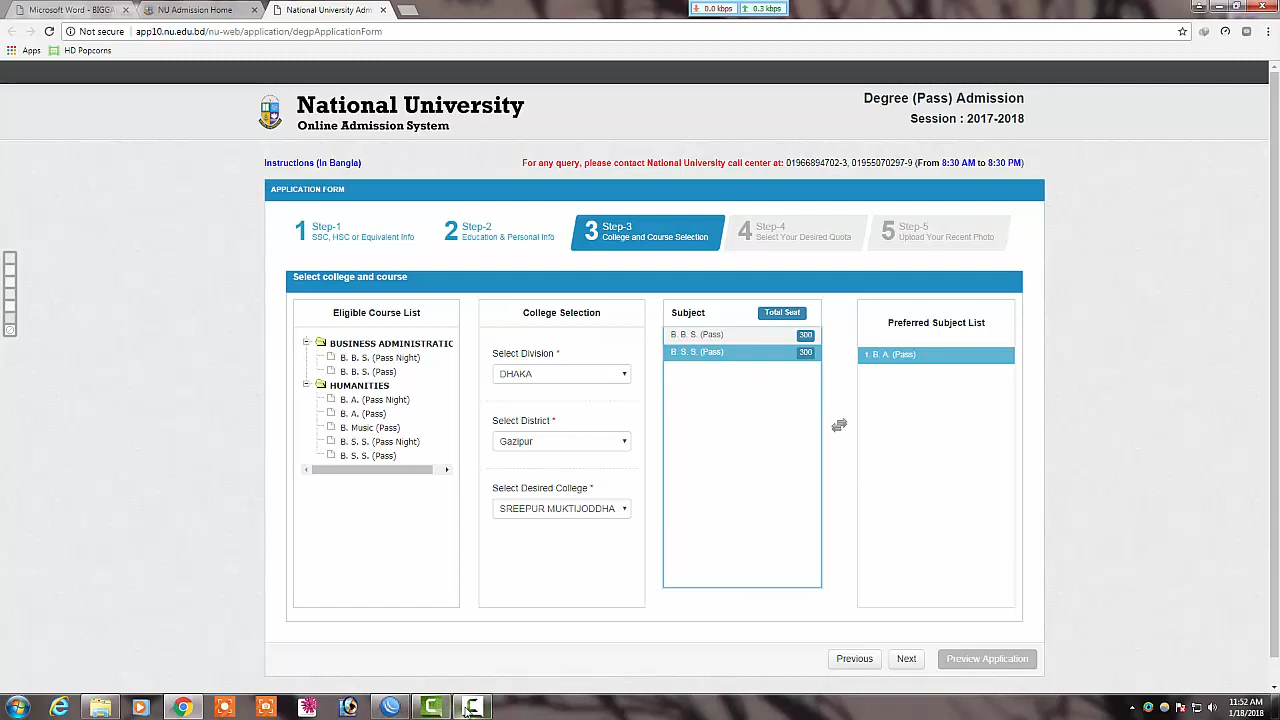 Microsoft Word - BIGGA
NU Admission Home
National University Adm
0.0 kbps
0.3 kbps
Not secure
app10.nu.edu.bd/nu-web/application/degpApplicationForm
Apps
HD Popcorns
National University
Online Admission System
Degree (Pass) Admission
Session : 2017-2018
Instructions (In Bangla)
For any query, please contact National University call center at: 01966894702-3, 01955070297-9 (From 8:30 AM to 8:30 PM)
APPLICATION FORM
1 Step-1
SSC, HSC or Equivalent Info
2 Step-2
Education & Personal Info
3 Step-3
College and Course Selection
4 Step-4
Select Your Desired Quota
5 Step-5
Upload Your Recent Photo
Select college and course
Eligible Course List
BUSINESS ADMINISTRATIC
B. B. S. (Pass Night)
B. B. S. (Pass)
HUMANITIES
B. A. (Pass Night)
B. A. (Pass)
B. Music (Pass)
B. S. S. (Pass Night)
B. S. S. (Pass)
College Selection
Select Division *
DHAKA
Select District *
Gazipur
Select Desired College *
SREEPUR MUKTIJODDHA
Subject Total Seat
B. B. S. (Pass) 300
B. S. S. (Pass) 300
Preferred Subject List
1. B. A. (Pass)
Previous
Next
Preview Application
11:52 AM
1/18/2018